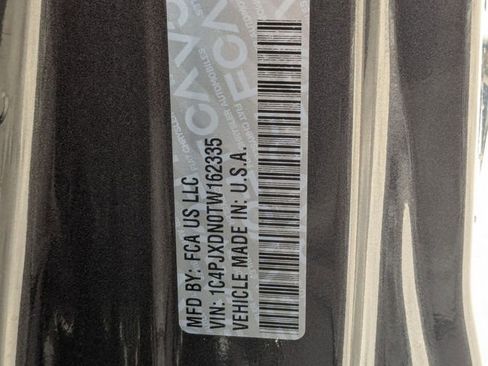 MFD BY: FCA US LLC
VIN: 1C4PJXDN0TW162335
VEHICLE MADE IN: U.S.A.